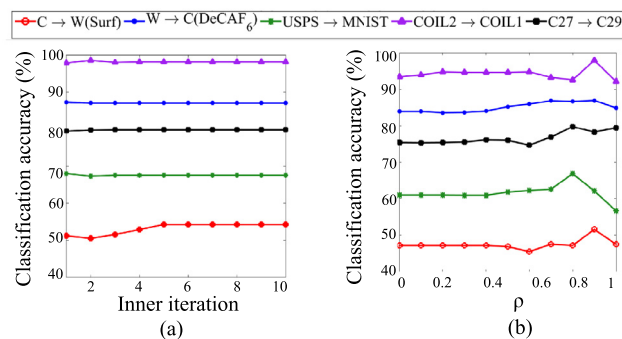 C → W(Surf) W → C(DeCAF6) USPS → MNIST COIL2 → COIL1 C27 → C29
Classification accuracy (%)
100
90
80
70
60
50
40
2 4 6 8 10
Inner iteration
(a)
Classification accuracy (%)
100
90
80
70
60
50
40
0 0.2 0.4 0.6 0.8 1
ρ
(b)